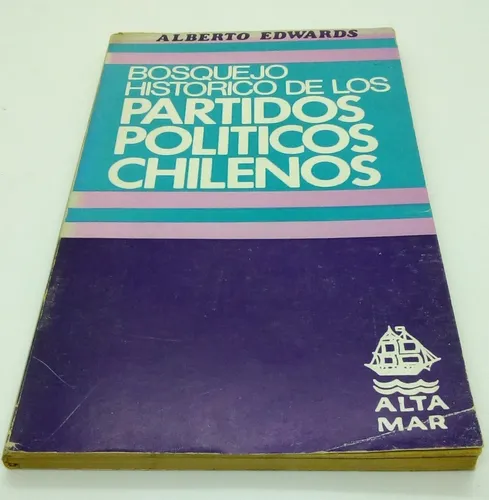 ALBERTO EDWARDS
BOSQUEJO
HISTORICO DE LOS
PARTIDOS
POLITICOS
CHILENOS
ALTA
MAR